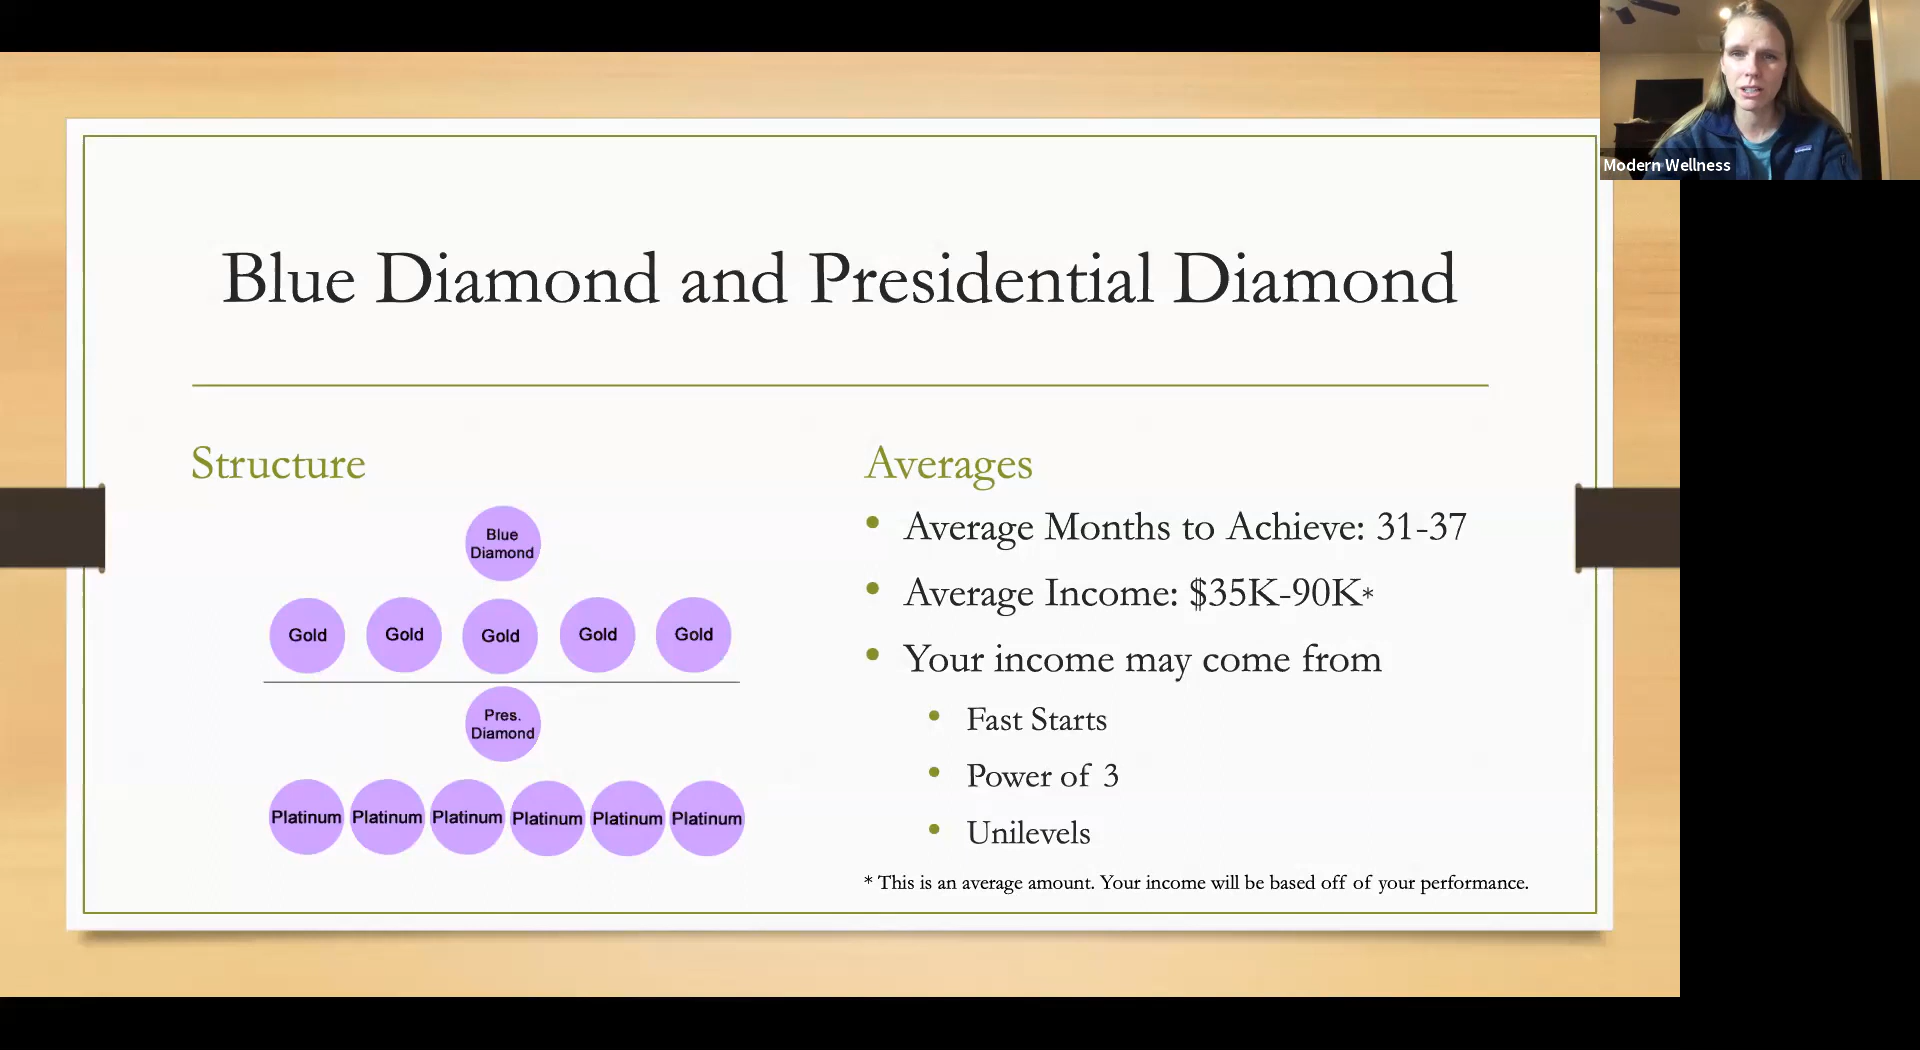 Modern Wellness
Blue Diamond and Presidential Diamond
Structure
Blue
Diamond
Gold Gold Gold Gold Gold
Pres.
Diamond
Platinum Platinum Platinum Platinum Platinum Platinum
Averages
• Average Months to Achieve: 31-37
• Average Income: $35K-90K*
• Your income may come from
• Fast Starts
• Power of 3
• Unilevels
* This is an average amount. Your income will be based off of your performance.